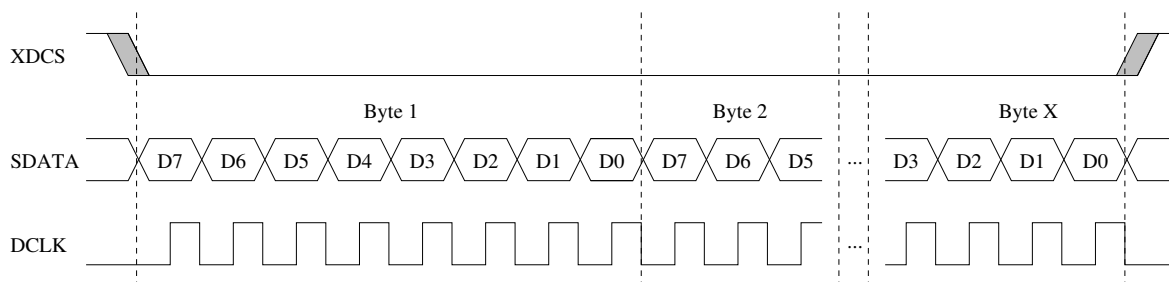 XDCS
Byte 1 Byte 2 Byte X
SDATA D7 D6 D5 D4 D3 D2 D1 D0 D7 D6 D5 ... D3 D2 D1 D0
DCLK ...